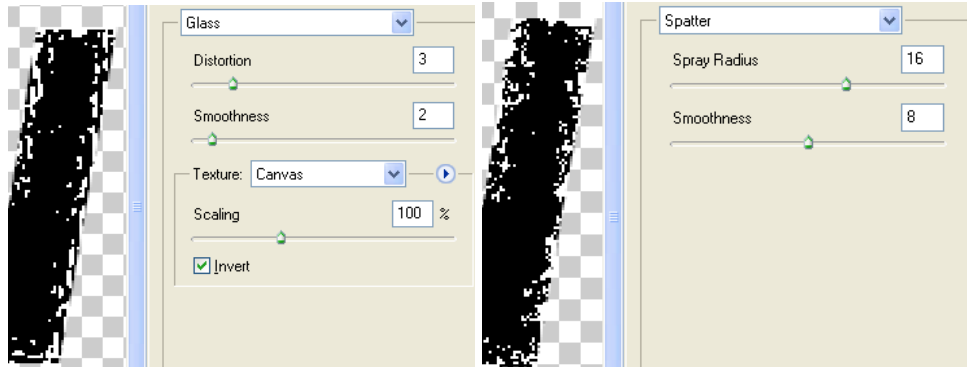 Glass
Distortion 3
Smoothness 2
Texture: Canvas
Scaling 100 %
Invert
Spatter
Spray Radius 16
Smoothness 8